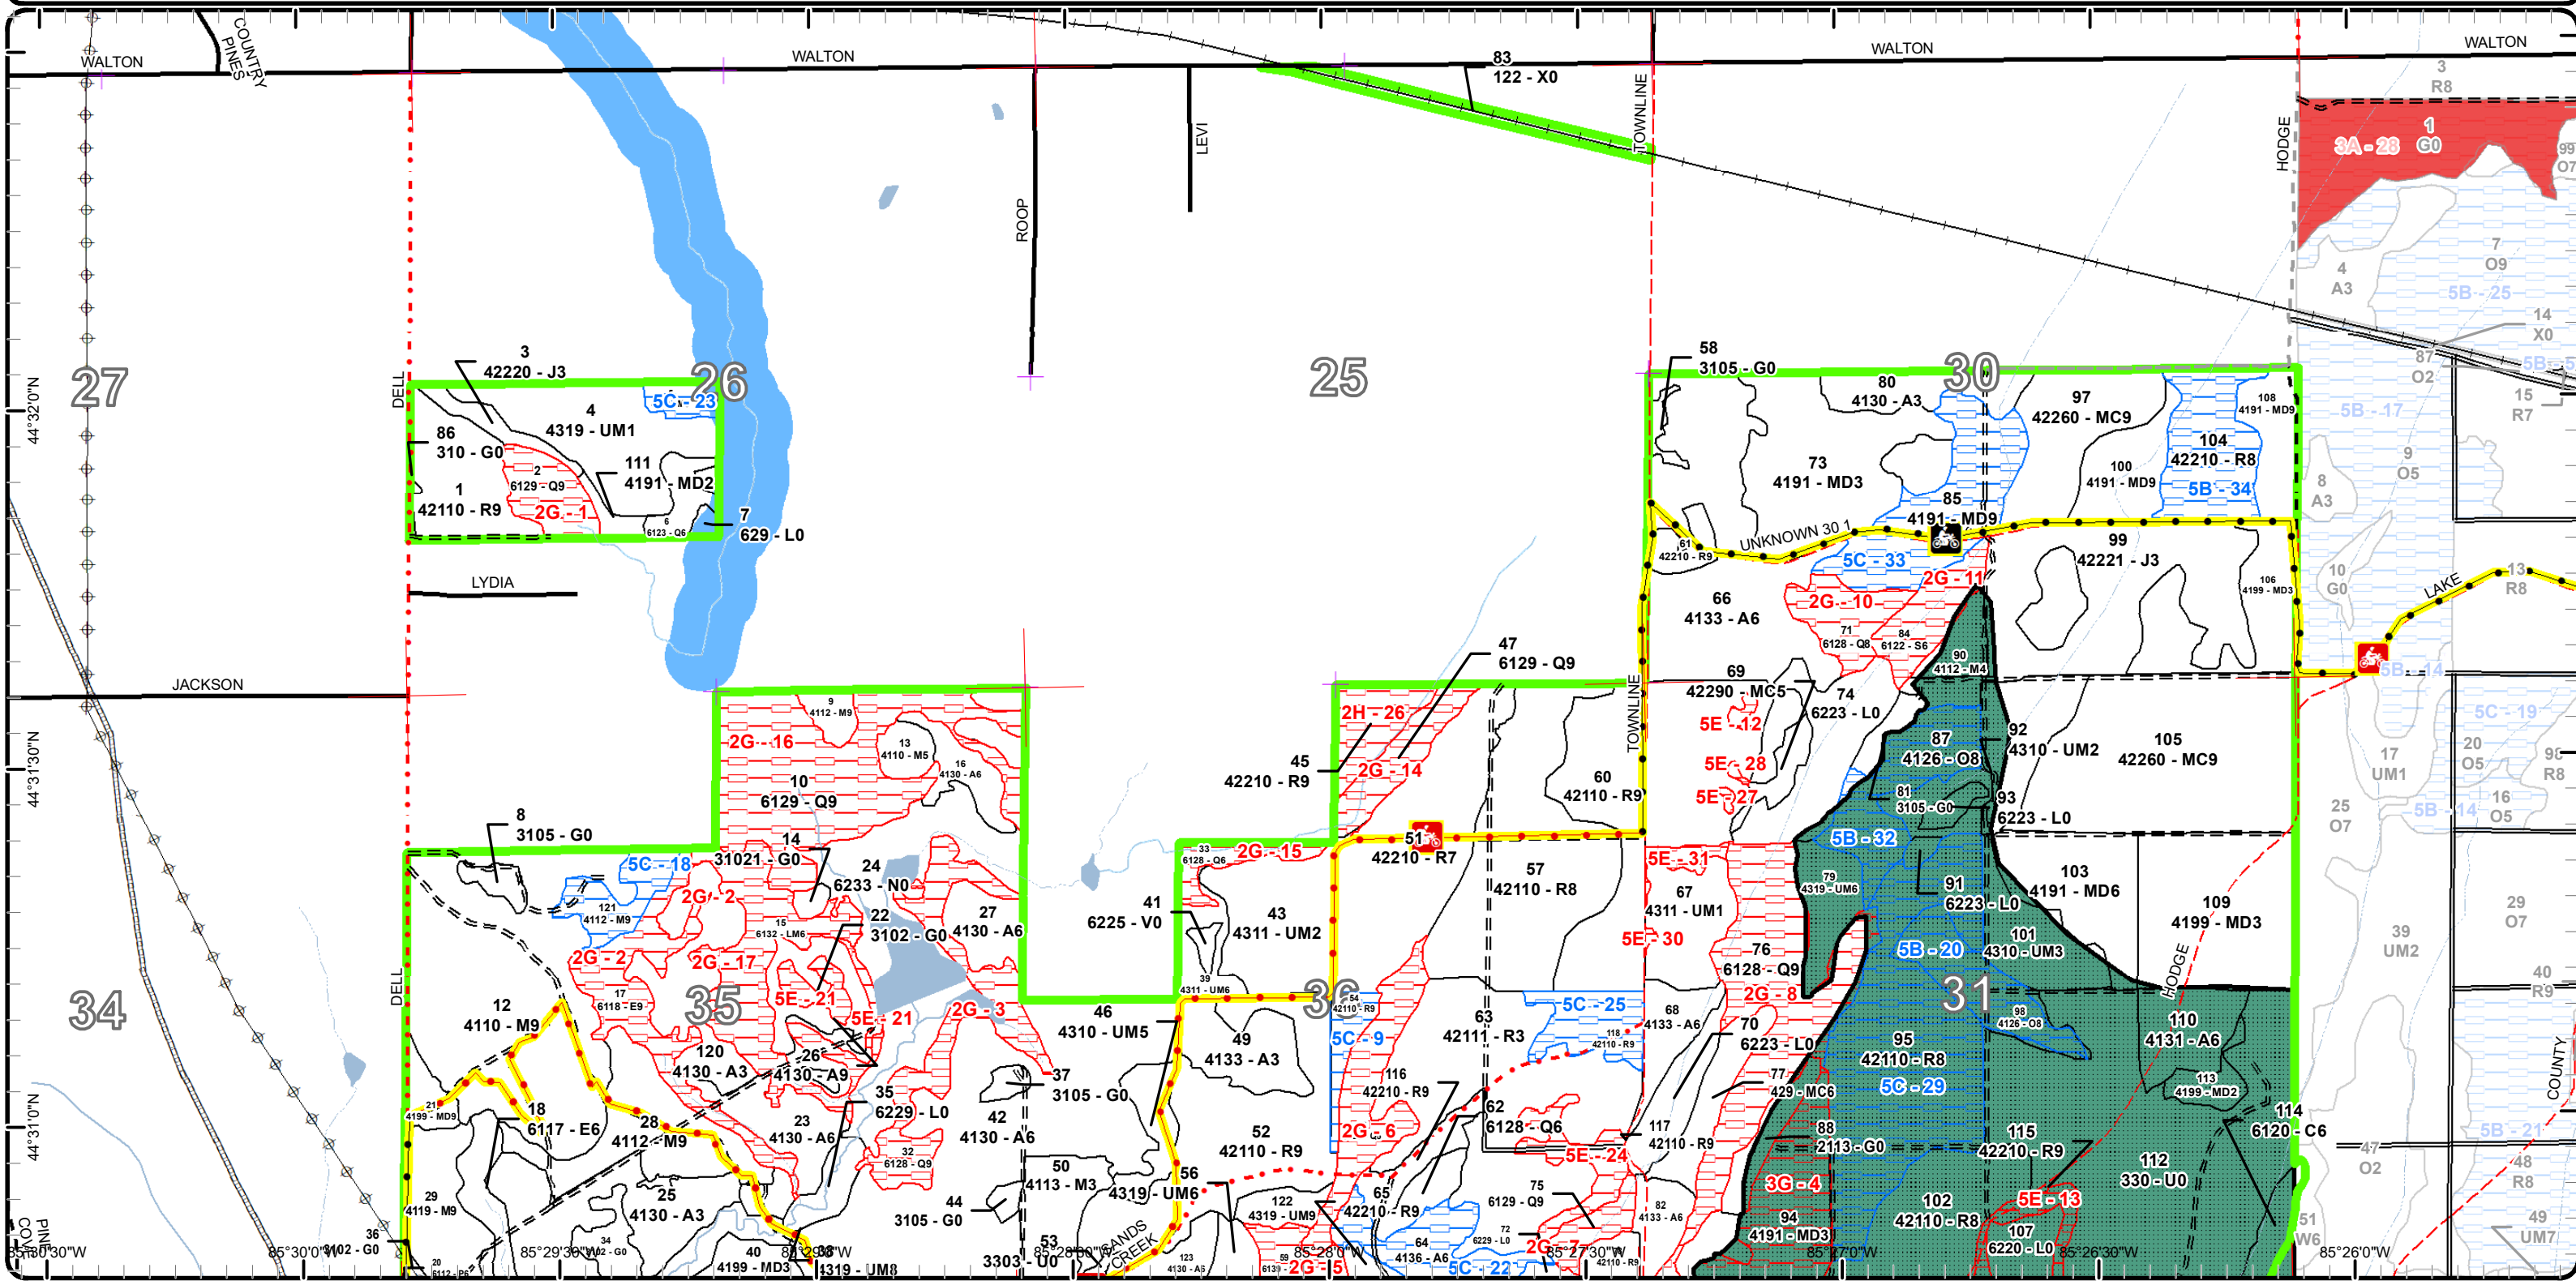 WALTON
COUNTRY
PINES
WALTON
83
122 - X0
TOWNLINE
WALTON
WALTON
3
R8
HODGE
1
G0
3A - 28
99
O7
LEVI
ROOP
7
O9
4
A3
5B - 25
14
X0
87
O2
5B - 5
15
R7
27
26
25
30
DELL
3
42220 - J3
4
4319 - UM1
5C - 23
86
310 - G0
2
6129 - Q9
2G - 1
1
42110 - R9
111
4191 - MD2
6
6123 - Q6
7
629 - L0
LYDIA
JACKSON
58
3105 - G0
80
4130 - A3
97
42260 - MC9
108
4191 - MD9
104
42210 - R8
5B - 34
100
4191 - MD9
73
4191 - MD3
85
4191 - MD9
UNKNOWN 30 1
61
42210 - R9
5C - 33
2G - 11
2G - 10
66
4133 - A6
71
6128 - Q8
84
6122 - S6
90
4112 - M4
99
42221 - J3
106
4199 - MD3
5B - 17
9
O5
8
A3
10
G0
13
R8
LAKE
5B - 14
5C - 19
20
O5
98
R8
17
UM1
16
O5
5B - 14
25
O7
44°32'0"N
44°31'30"N
44°31'0"N
47
6129 - Q9
2H - 26
2G - 14
45
42210 - R9
60
42110 - R9
TOWNLINE
69
42290 - MC5
5E - 12
74
6223 - L0
5E - 28
5E - 27
87
4126 - O8
92
4310 - UM2
105
42260 - MC9
81
3105 - G0
93
6223 - L0
5B - 32
2G - 16
9
4112 - M9
13
4110 - M5
16
4130 - A6
10
6129 - Q9
8
3105 - G0
5C - 18
14
31021 - G0
24
6233 - N0
2G - 2
121
4112 - M9
15
6132 - LM6
22
3102 - G0
27
4130 - A6
2G - 2
2G - 17
5E - 21
17
6118 - E9
34
35
36
31
DELL
12
4110 - M9
5E - 21
2G - 3
120
4130 - A3
26
4130 - A9
21
4199 - MD9
18
6117 - E6
28
4112 - M9
23
4130 - A6
35
6229 - L0
32
6128 - Q9
29
4119 - M9
25
4130 - A3
34
36
3102 - G0
20
6112 - P6
40
4199 - MD3
38
4319 - UM8
33
6128 - Q6
2G - 15
41
6225 - V0
43
4311 - UM2
39
4311 - UM6
46
4310 - UM5
49
4133 - A3
37
3105 - G0
42
4130 - A6
52
42110 - R9
50
4113 - M3
44
3105 - G0
56
4319 - UM6
53
3303 - U0
SANDS
CREEK
122
4319 - UM9
123
4130 - A6
59
2G - 5
51
42210 - R7
57
42110 - R8
54
42110 - R9
5C - 9
63
42111 - R3
5C - 25
118
42110 - R9
116
42210 - R9
2G - 6
62
6128 - Q6
5E - 24
65
42210 - R9
75
6129 - Q9
64
4136 - A6
72
6229 - L0
5C - 22
2G - 7
42110 - R9
5E - 31
67
4311 - UM1
5E - 30
79
4319 - UM6
76
6128 - Q9
2G - 8
68
4133 - A6
70
6223 - L0
77
429 - MC6
117
42110 - R9
82
4133 - A6
88
2113 - G0
3G - 4
94
4191 - MD3
91
6223 - L0
5B - 20
101
4310 - UM3
98
4126 - O8
95
42110 - R8
5C - 29
103
4191 - MD6
109
4199 - MD3
HODGE
110
4131 - A6
113
4199 - MD2
114
6120 - C6
115
42210 - R9
112
330 - U0
102
42110 - R8
5E - 13
107
6220 - L0
29
O7
39
UM2
40
R9
COUNTY
5B - 21
47
O2
48
R8
51
W6
49
UM7
85°30'30"W
85°30'0"W
85°29'30"W
85°29'0"W
85°28'30"W
85°28'0"W
85°27'30"W
85°27'0"W
85°26'30"W
85°26'0"W